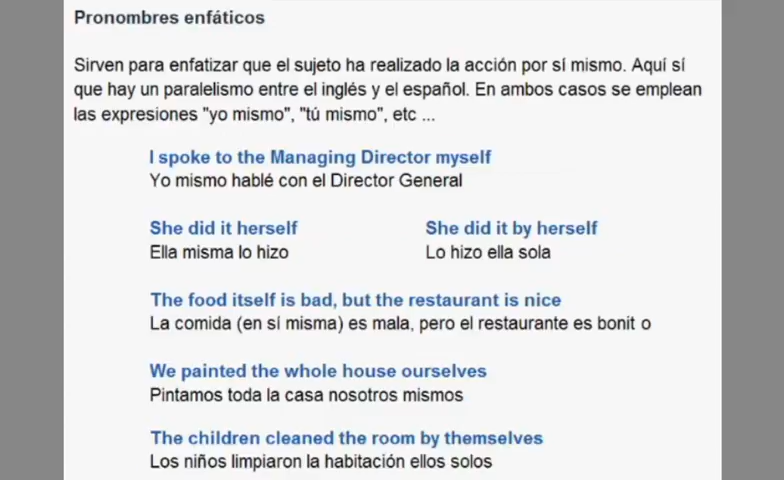 Pronombres enfáticos
Sirven para enfatizar que el sujeto ha realizado la acción por sí mismo. Aquí sí
que hay un paralelismo entre el inglés y el español. En ambos casos se emplean
las expresiones "yo mismo", "tú mismo", etc ...
I spoke to the Managing Director myself
Yo mismo hablé con el Director General
She did it herself
Ella misma lo hizo
She did it by herself
Lo hizo ella sola
The food itself is bad, but the restaurant is nice
La comida (en sí misma) es mala, pero el restaurante es bonit o
We painted the whole house ourselves
Pintamos toda la casa nosotros mismos
The children cleaned the room by themselves
Los niños limpiaron la habitación ellos solos